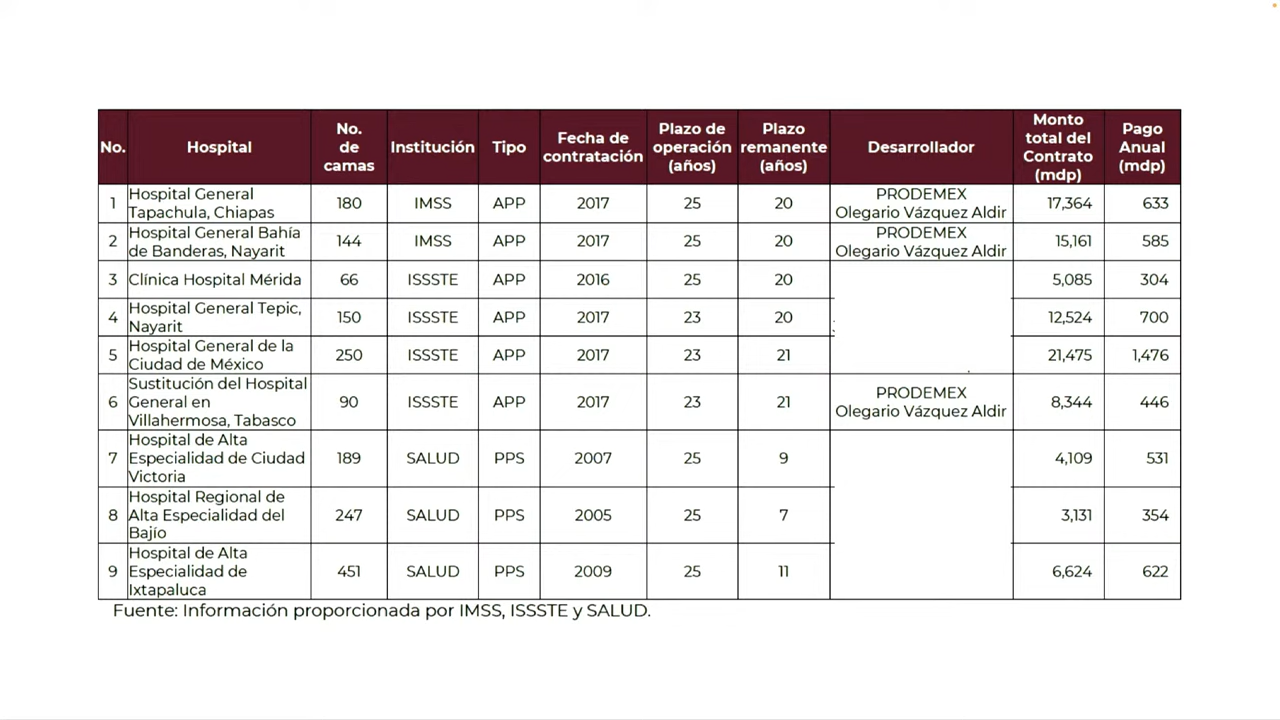 No. Hospital No. de camas Institución Tipo Fecha de contratación Plazo de operación (años) Plazo remanente (años) Desarrollador Monto total del Contrato (mdp) Pago Anual (mdp)
1 Hospital General Tapachula, Chiapas 180 IMSS APP 2017 25 20 PRODEMEX Olegario Vázquez Aldir 17,364 633
2 Hospital General Bahía de Banderas, Nayarit 144 IMSS APP 2017 25 20 PRODEMEX Olegario Vázquez Aldir 15,161 585
3 Clínica Hospital Mérida 66 ISSSTE APP 2016 25 20 5,085 304
4 Hospital General Tepic, Nayarit 150 ISSSTE APP 2017 23 20 12,524 700
5 Hospital General de la Ciudad de México 250 ISSSTE APP 2017 23 21 21,475 1,476
6 Sustitución del Hospital General en Villahermosa, Tabasco 90 ISSSTE APP 2017 23 21 PRODEMEX Olegario Vázquez Aldir 8,344 446
7 Hospital de Alta Especialidad de Ciudad Victoria 189 SALUD PPS 2007 25 9 4,109 531
8 Hospital Regional de Alta Especialidad del Bajío 247 SALUD PPS 2005 25 7 3,131 354
9 Hospital de Alta Especialidad de Ixtapaluca 451 SALUD PPS 2009 25 11 6,624 622
Fuente: Información proporcionada por IMSS, ISSSTE y SALUD.